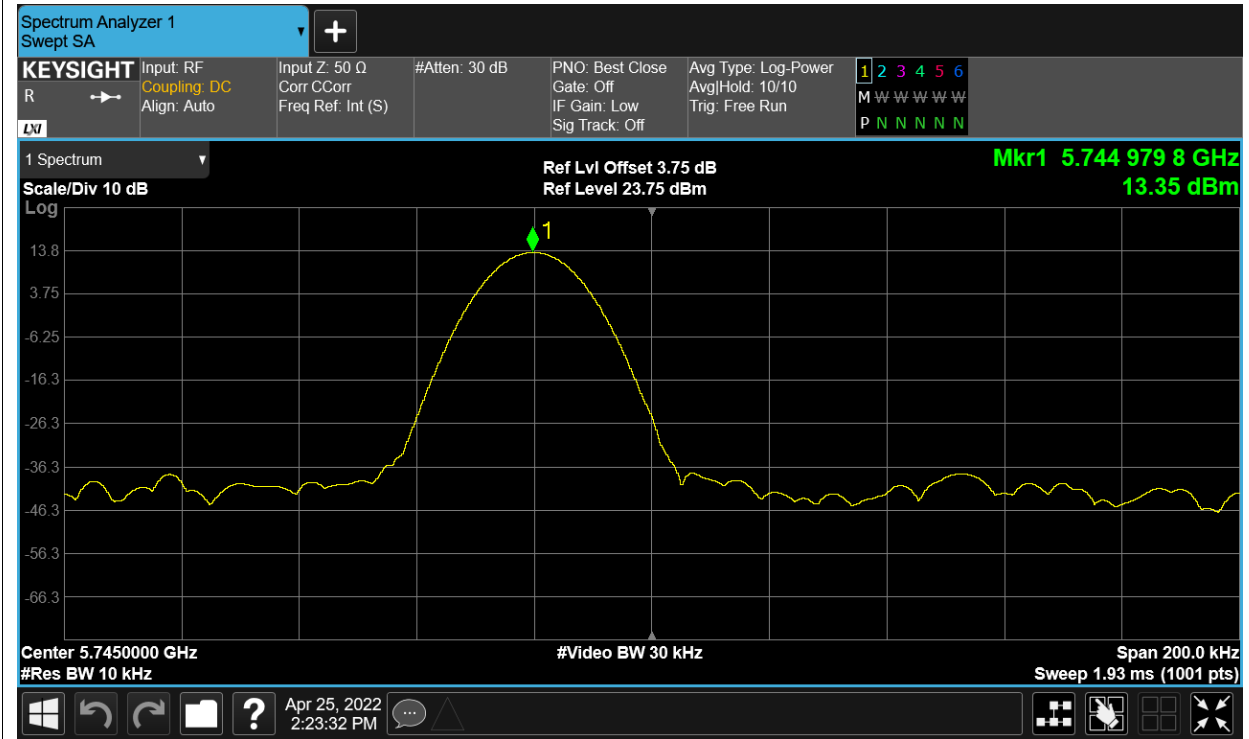 Spectrum Analyzer 1
Swept SA
▼
+
KEYSIGHT
R
LXI
Input: RF
Coupling: DC
Align: Auto
Input Z: 50 Ω
Corr CCorr
Freq Ref: Int (S)
#Atten: 30 dB
PNO: Best Close
Gate: Off
IF Gain: Low
Sig Track: Off
Avg Type: Log-Power
Avg|Hold: 10/10
Trig: Free Run
1 2 3 4 5 6
M W W W W W W
P N N N N N N
1 Spectrum ▼
Scale/Div 10 dB
Ref Lvl Offset 3.75 dB
Ref Level 23.75 dBm
Mkr1 5.744 979 8 GHz
13.35 dBm
Log
1
13.8
3.75
-6.25
-16.3
-26.3
-36.3
-46.3
-56.3
-66.3
Center 5.7450000 GHz
#Res BW 10 kHz
#Video BW 30 kHz
Span 200.0 kHz
Sweep 1.93 ms (1001 pts)
?
Apr 25, 2022
2:23:32 PM